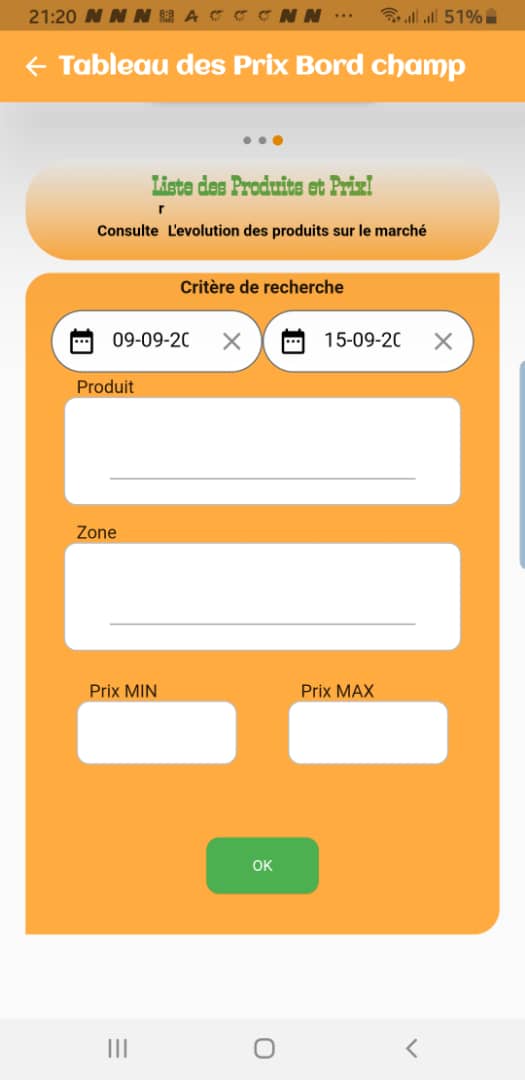 21:20 51%
Tableau des Prix Bord champ
Liste des Produits et Prix!
r
Consulte L'evolution des produits sur le marché
Critère de recherche
09-09-20 15-09-20
Produit
Zone
Prix MIN Prix MAX
OK